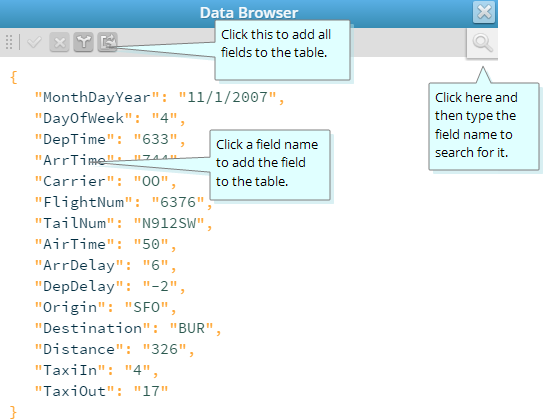 Data Browser
Click this to add all
fields to the table.
Click here and
then type the
field name to
search for it.
Click a field name
to add the field
to the table.
{
"MonthDayYear": "11/1/2007",
"DayOfWeek": "4",
"DepTime": "633",
"ArrTime": "744",
"Carrier": "OO",
"FlightNum": "6376",
"TailNum": "N912SW",
"AirTime": "50",
"ArrDelay": "6",
"DepDelay": "-2",
"Origin": "SFO",
"Destination": "BUR",
"Distance": "326",
"TaxiIn": "4",
"TaxiOut": "17"
}